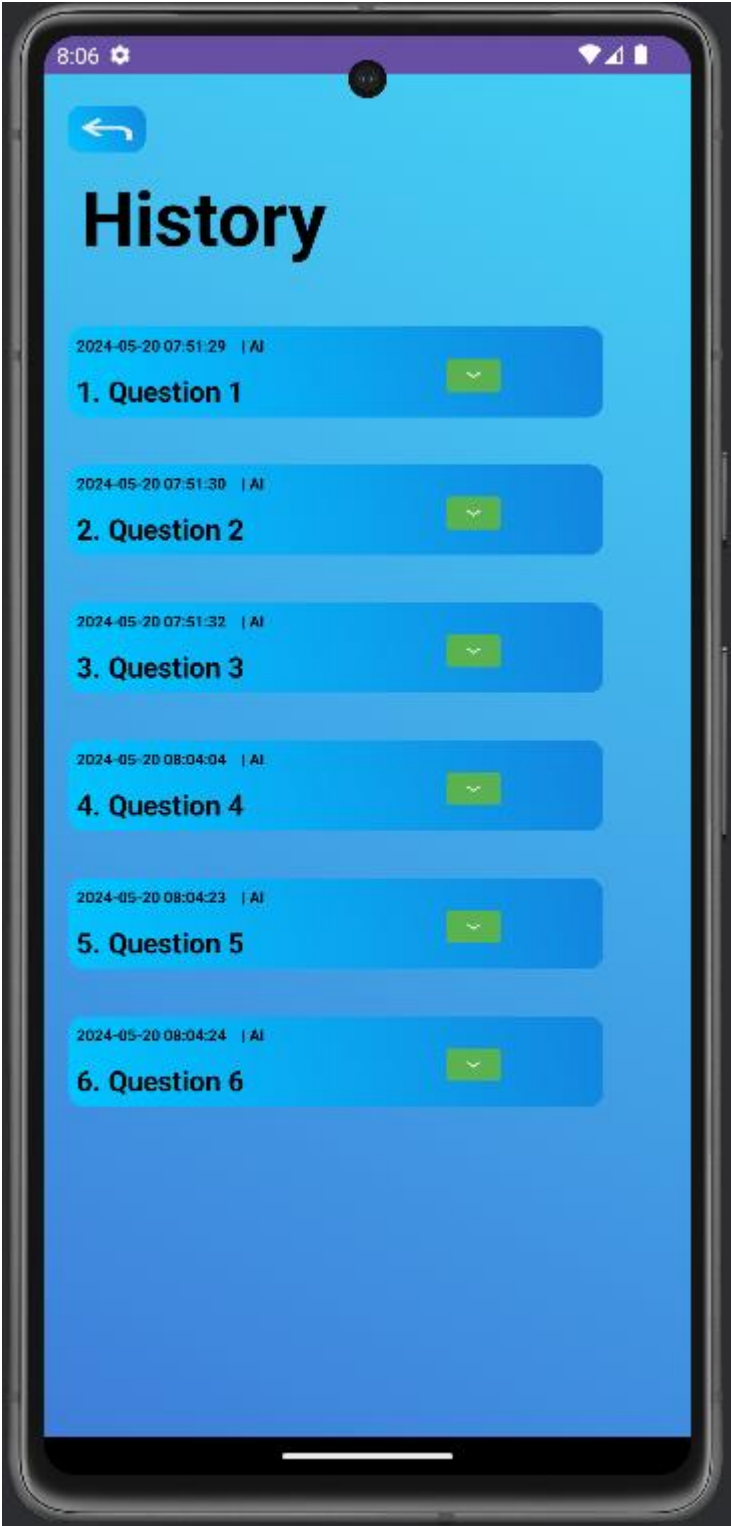 8:06
History
2024-05-20 07:51:29 | AI
1. Question 1
2024-05-20 07:51:30 | AI
2. Question 2
2024-05-20 07:51:32 | AI
3. Question 3
2024-05-20 08:04:04 | AI
4. Question 4
2024-05-20 08:04:23 | AI
5. Question 5
2024-05-20 08:04:24 | AI
6. Question 6